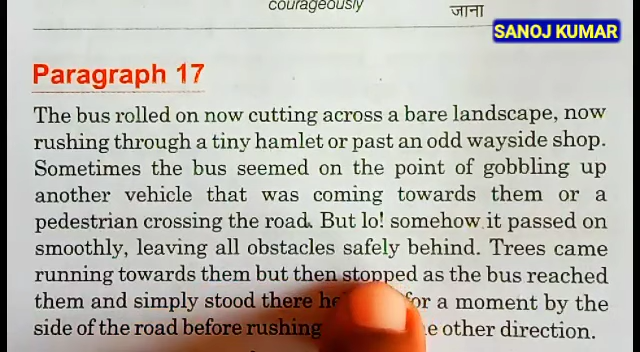 courageously
जाना
SANOJ KUMAR
Paragraph 17
The bus rolled on now cutting across a bare landscape, now
rushing through a tiny hamlet or past an odd wayside shop.
Sometimes the bus seemed on the point of gobbling up
another vehicle that was coming towards them or a
pedestrian crossing the road. But lo! somehow it passed on
smoothly, leaving all obstacles safely behind. Trees came
running towards them but then stopped as the bus reached
them and simply stood there for a moment by the
side of the road before rushing other direction.